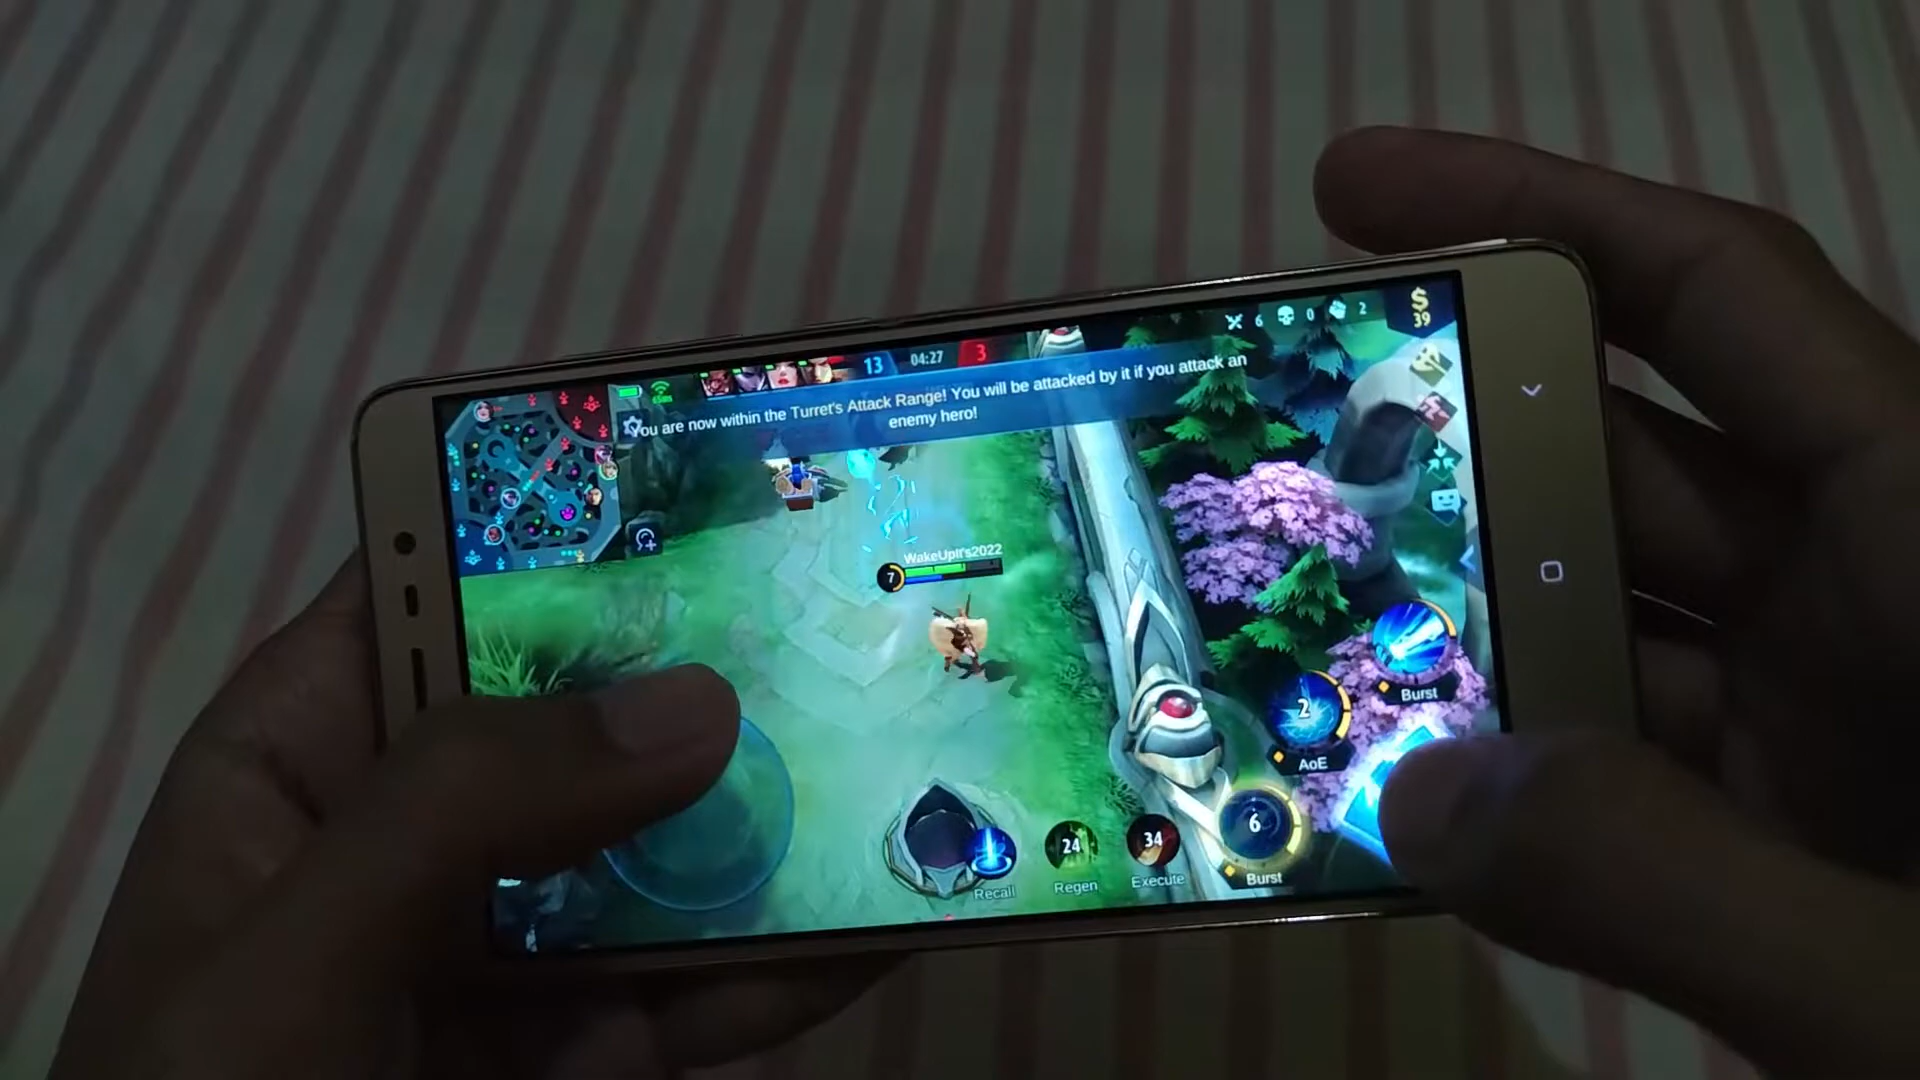 6 0 2
$
39
13 04:27 3
65ms
You are now within the Turret's Attack Range! You will be attacked by it if you attack an
enemy hero!
WakeUpIt's2022
7
Burst
2
AoE
6
Burst
24
Regen
34
Execute
Recall